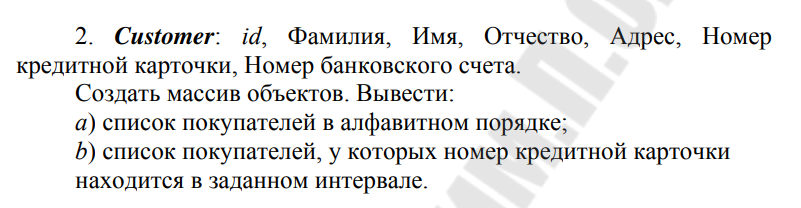 2. Customer: id, Фамилия, Имя, Отчество, Адрес, Номер
кредитной карточки, Номер банковского счета.
Создать массив объектов. Вывести:
a) список покупателей в алфавитном порядке;
b) список покупателей, у которых номер кредитной карточки
находится в заданном интервале.